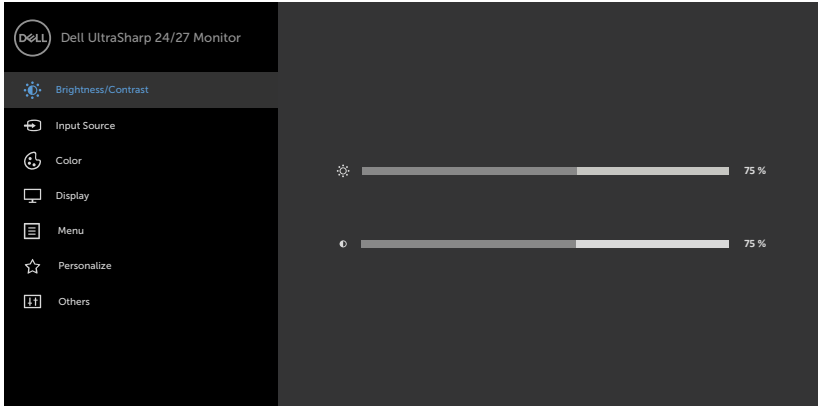 DELL Dell UltraSharp 24/27 Monitor
Brightness/Contrast
Input Source
Color
75 %
Display
Menu
75 %
Personalize
Others